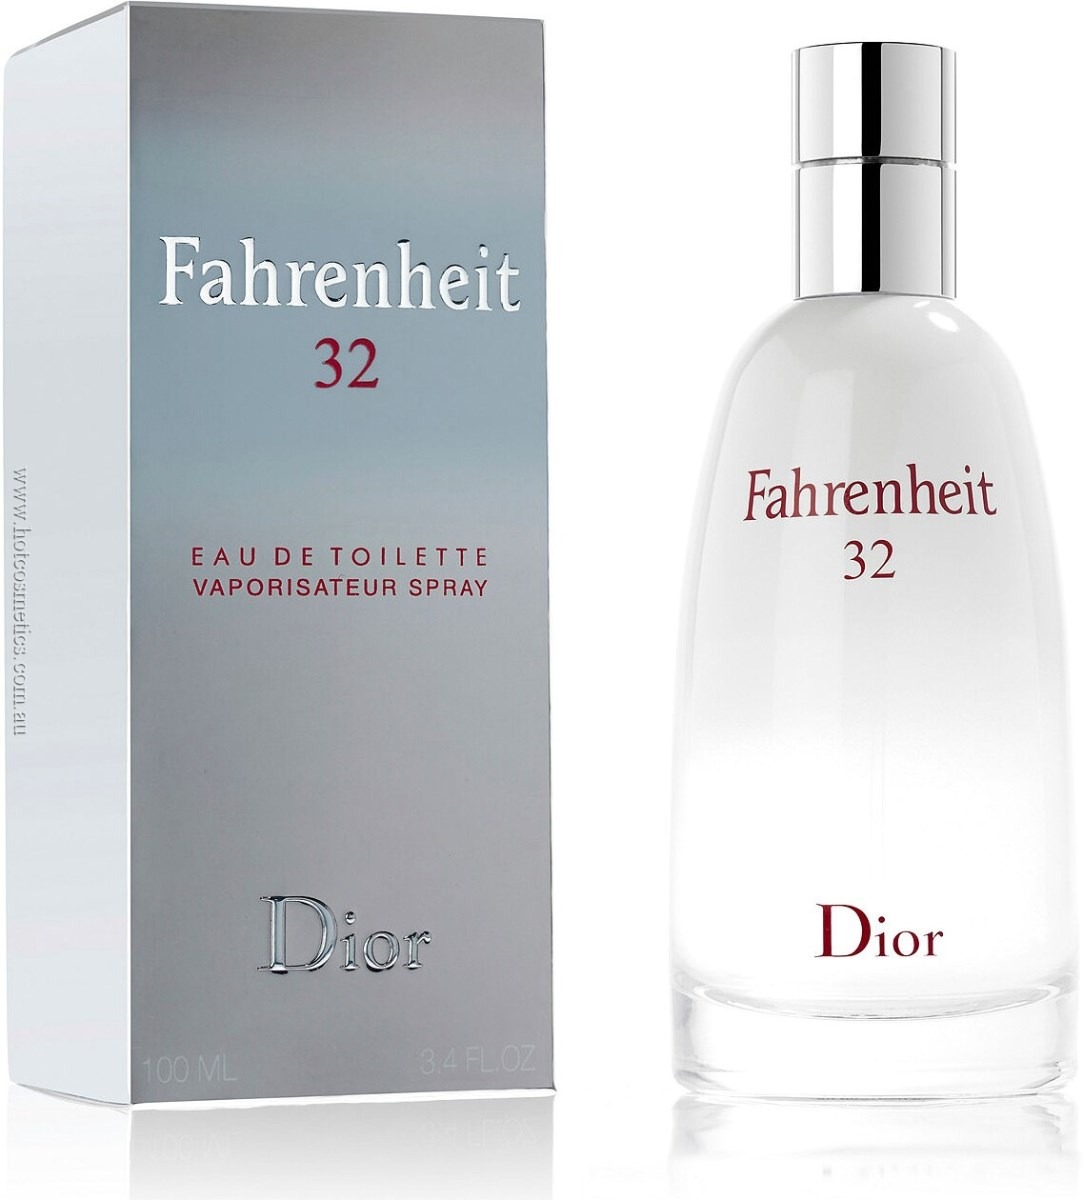 www.hotcosmetics.com.au
Fahrenheit
32
EAU DE TOILETTE
VAPORISATEUR SPRAY
Dior
100 ML
3.4 FL.OZ
Fahrenheit
32
Dior